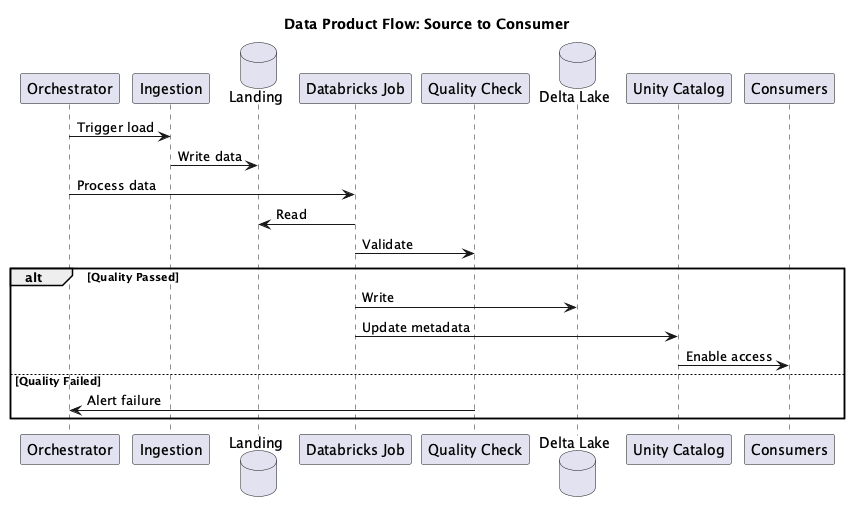 Data Product Flow: Source to Consumer
Orchestrator
Ingestion
Landing
Databricks Job
Quality Check
Delta Lake
Unity Catalog
Consumers
Trigger load
Write data
Process data
Read
Validate
alt
[Quality Passed]
Write
Update metadata
Enable access
[Quality Failed]
Alert failure
Orchestrator
Ingestion
Landing
Databricks Job
Quality Check
Delta Lake
Unity Catalog
Consumers